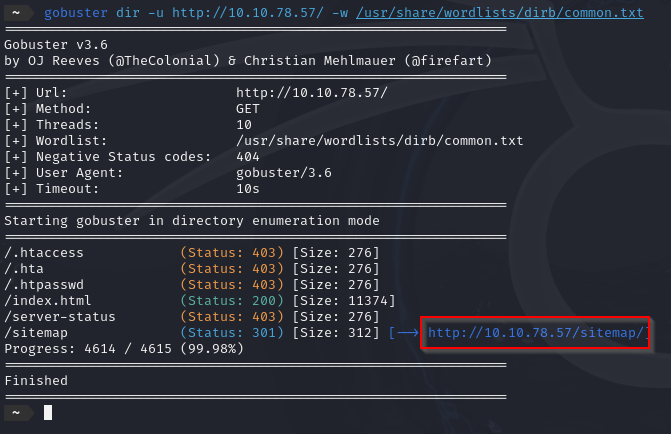 ~ gobuster dir -u http://10.10.78.57/ -w /usr/share/wordlists/dirb/common.txt
===============================================================
Gobuster v3.6
by OJ Reeves (@TheColonial) & Christian Mehlmauer (@firefart)
===============================================================
[+] Url:                     http://10.10.78.57/
[+] Method:                  GET
[+] Threads:                 10
[+] Wordlist:                /usr/share/wordlists/dirb/common.txt
[+] Negative Status codes:   404
[+] User Agent:              gobuster/3.6
[+] Timeout:                 10s
===============================================================
Starting gobuster in directory enumeration mode
===============================================================
/.htaccess            (Status: 403) [Size: 276]
/.hta                 (Status: 403) [Size: 276]
/.htpasswd            (Status: 403) [Size: 276]
/index.html           (Status: 200) [Size: 11374]
/server-status        (Status: 403) [Size: 276]
/sitemap              (Status: 301) [Size: 312] [--> http://10.10.78.57/sitemap/]
Progress: 4614 / 4615 (99.98%)
===============================================================
Finished
===============================================================
~